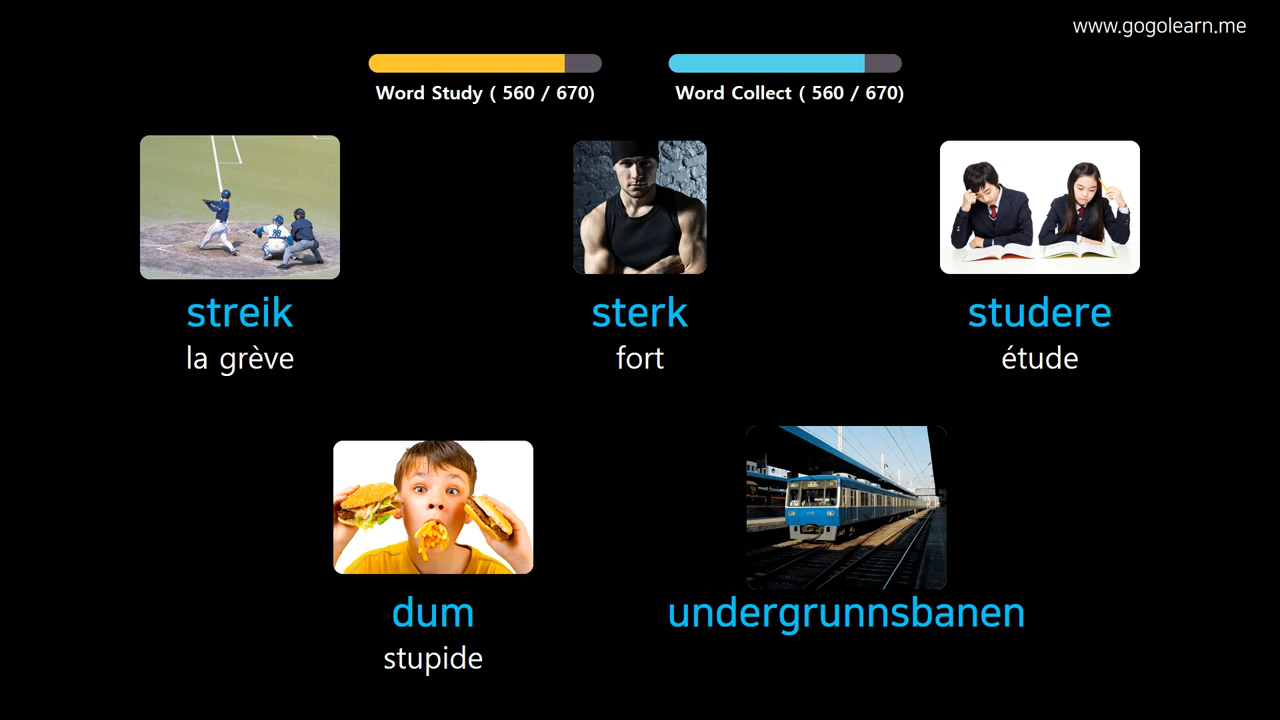 www.gogolearn.me
Word Study ( 560 / 670)
Word Collect ( 560 / 670)
streik
la grève
sterk
fort
studere
étude
dum
stupide
undergrunnsbanen